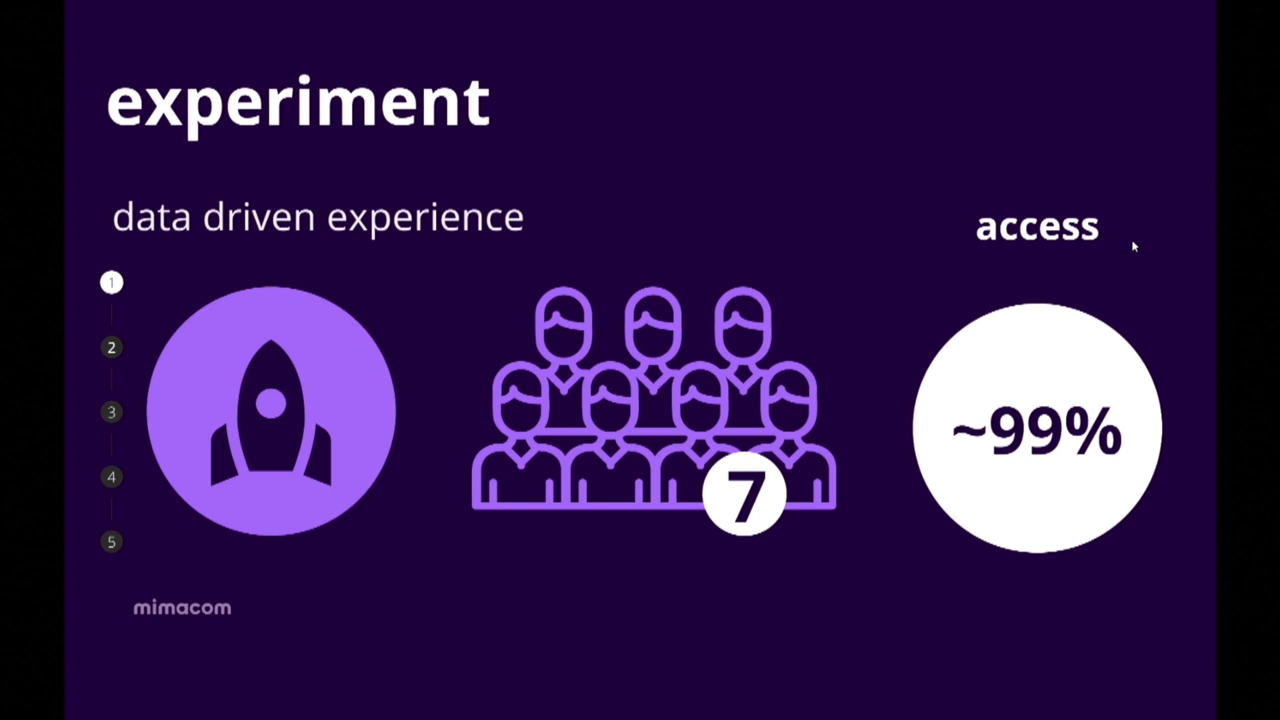 experiment
data driven experience
access
1
2
3
4
5
7
~99%
mimacom